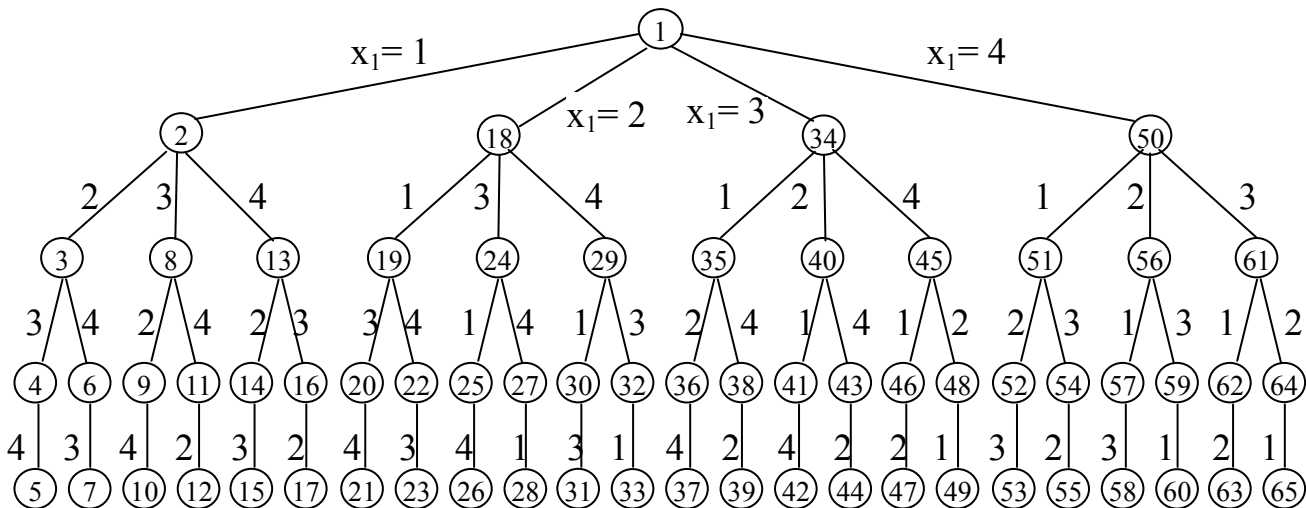 1
x₁= 1 x₁= 4
x₁= 2 x₁= 3
2 18 34 50
2 3 4 1 3 4 1 2 4 1 2 3
3 8 13 19 24 29 35 40 45 51 56 61
3 4 2 4 2 3 3 4 1 4 1 3 2 4 1 4 1 2 2 3 1 3 1 2
4 6 9 11 14 16 20 22 25 27 30 32 36 38 41 43 46 48 52 54 57 59 62 64
4 3 4 2 3 2 4 3 4 1 3 1 4 2 4 2 2 1 3 2 3 1 2 1
5 7 10 12 15 17 21 23 26 28 31 33 37 39 42 44 47 49 53 55 58 60 63 65